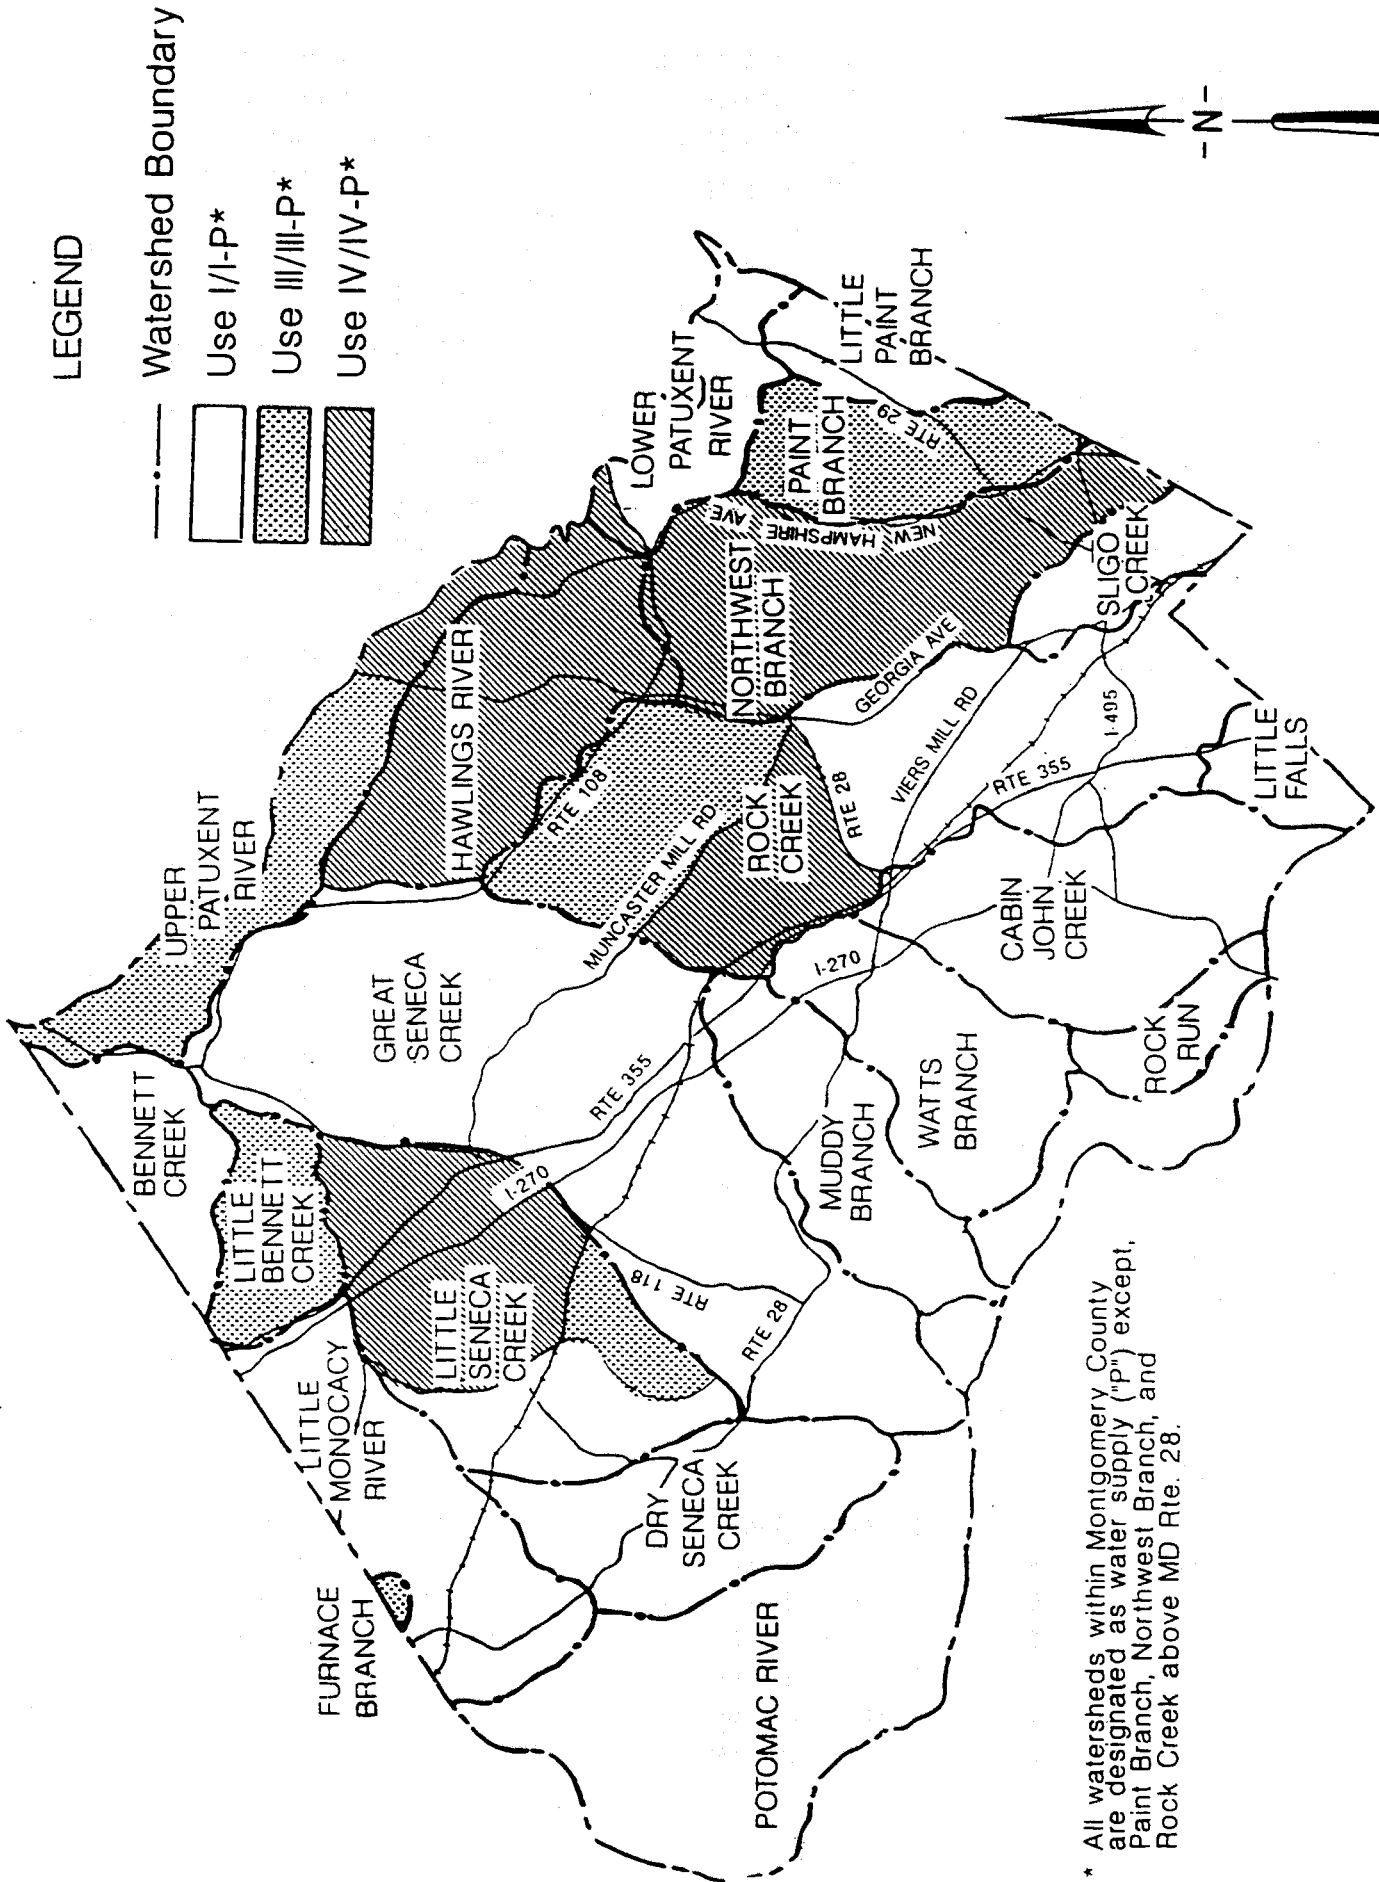 LEGEND
Watershed Boundary
Use I/I-P*
Use III/III-P*
Use IV/IV-P*
-N-
UPPER
PATUXENT
RIVER
BENNETT
CREEK
LITTLE
BENNETT
CREEK
LITTLE
MONOCACY
RIVER
FURNACE
BRANCH
GREAT
SENECA
CREEK
HAWLINGS RIVER
RTE 108
MUNCASTER MILL RD
LOWER
PATUXENT
RIVER
LITTLE
PAINT
BRANCH
PAINT
BRANCH
RTE 29
NEW
HAMPSHIRE
AVE
NORTHWEST
BRANCH
GEORGIA AVE
SLIGO
CREEK
ROCK
CREEK
RTE 28
VIERS MILL RD
RTE 355
I-495
LITTLE
FALLS
CABIN
JOHN
CREEK
I-270
RTE 355
I-270
LITTLE
SENECA
CREEK
RTE 118
RTE 28
MUDDY
BRANCH
WATTS
BRANCH
ROCK
RUN
DRY
SENECA
CREEK
POTOMAC RIVER
* All watersheds within Montgomery County
are designated as water supply ("P") except,
Paint Branch, Northwest Branch, and
Rock Creek above MD Rte. 28.